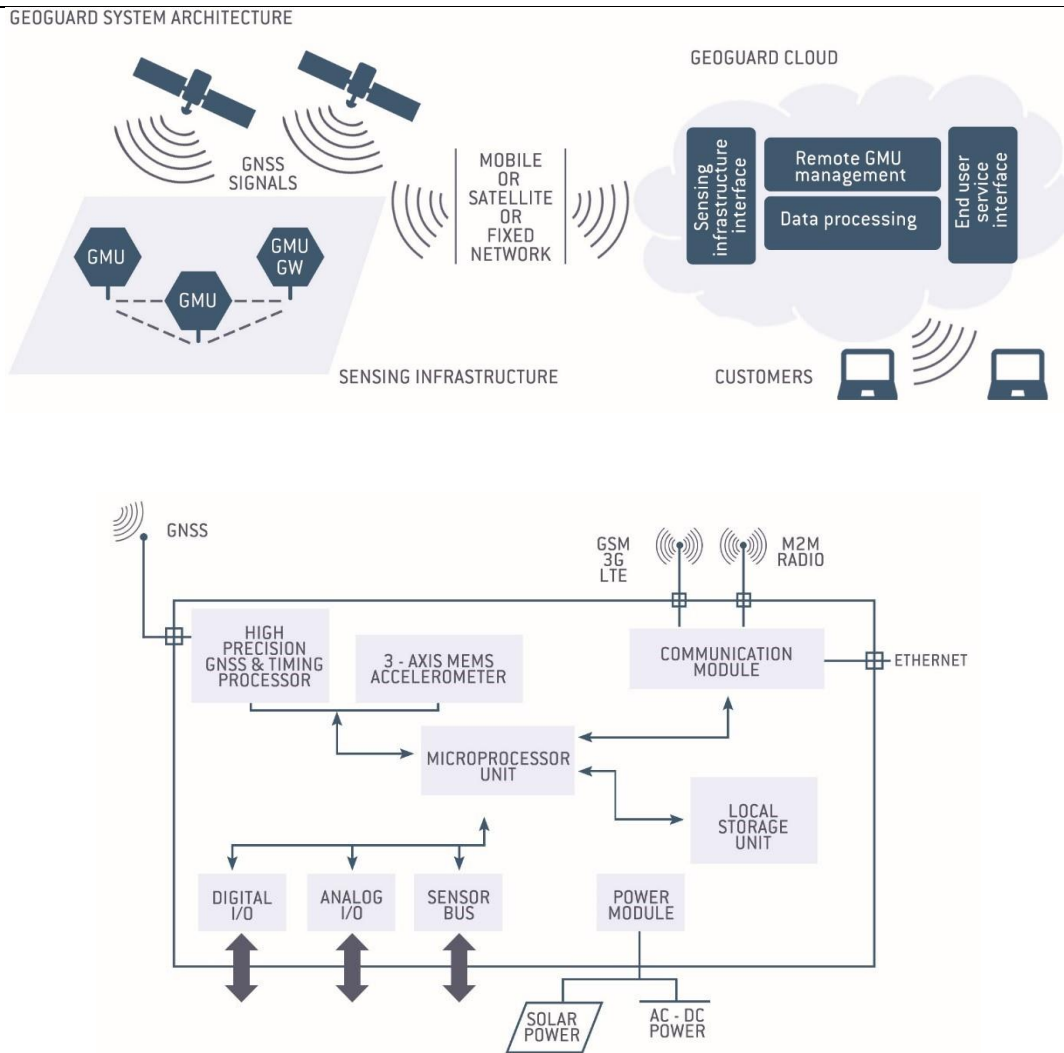 GEOGUARD SYSTEM ARCHITECTURE
GEOGUARD CLOUD
GNSS
SIGNALS
MOBILE
OR
SATELLITE
OR
FIXED
NETWORK
Sensing
infrastructure
interface
Remote GMU
management
Data processing
End user
service
interface
GMU
GMU
GMU
GW
SENSING INFRASTRUCTURE
CUSTOMERS
GNSS
GSM
3G
LTE
M2M
RADIO
HIGH
PRECISION
GNSS & TIMING
PROCESSOR
3 - AXIS MEMS
ACCELEROMETER
COMMUNICATION
MODULE
ETHERNET
MICROPROCESSOR
UNIT
LOCAL
STORAGE
UNIT
DIGITAL
I/O
ANALOG
I/O
SENSOR
BUS
POWER
MODULE
SOLAR
POWER
AC - DC
POWER